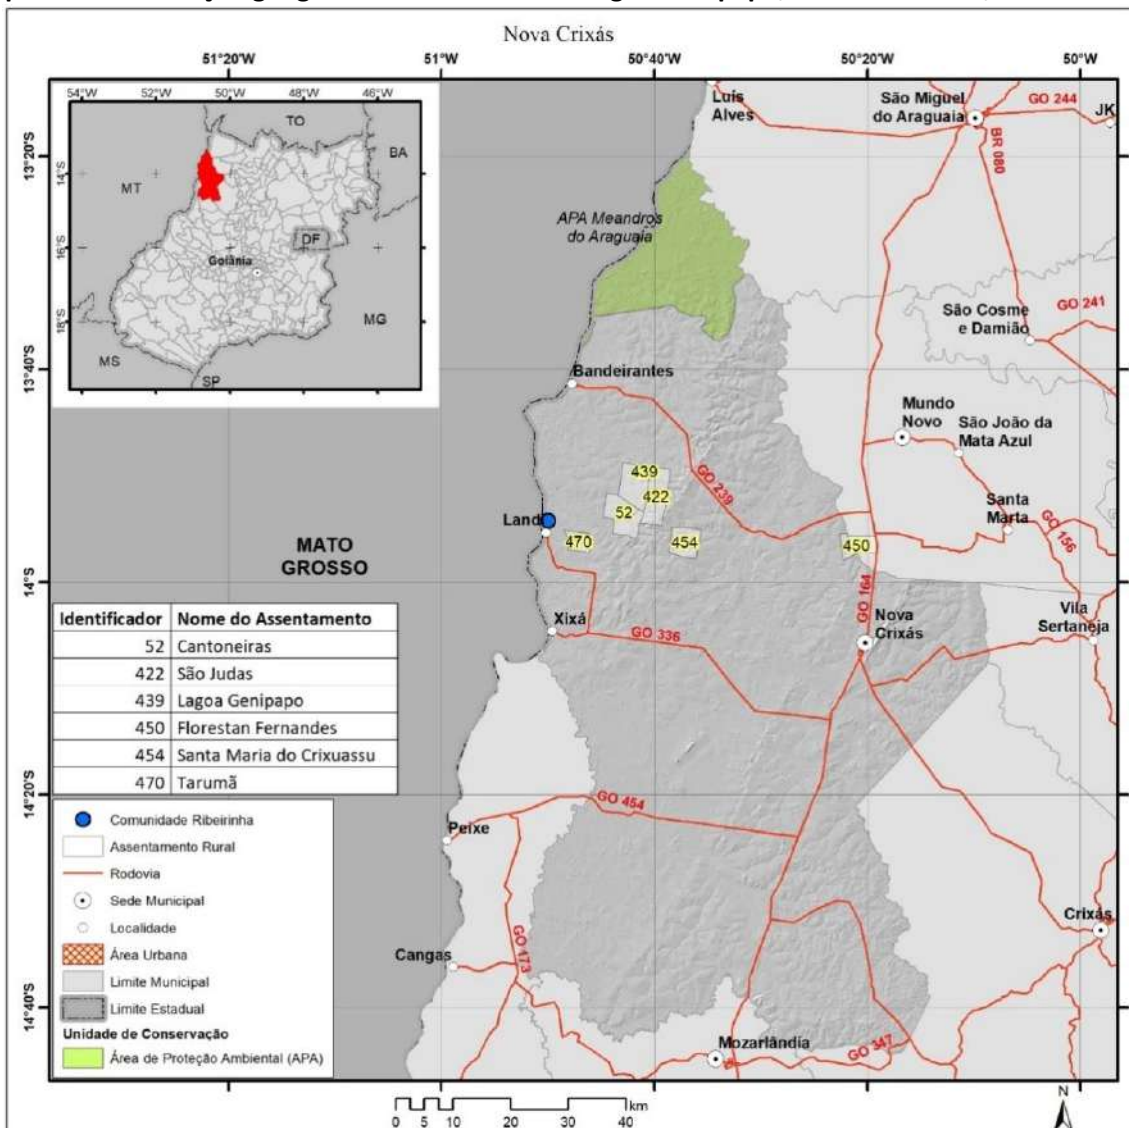 Nova Crixás
51°20'W
51°W
50°40'W
50°20'W
50°W
54°W
52°W
50°W
48°W
46°W
TO
BA
MT
DF
Goiânia
MG
MS
SP
14°S
16°S
18°S
13°20'S
13°40'S
14°S
14°20'S
14°40'S
Luís
Alves
São Miguel
do Araguaia
GO 244
JK
BR 080
APA Meandros
do Araguaia
São Cosme
e Damião
GO 241
Bandeirantes
Mundo
Novo
São João da
Mata Azul
439
422
52
GO 239
Santa
Marta
GO 156
Land
470
454
450
MATO
GROSSO
GO 164
Xixá
GO 336
Nova
Crixás
Vila
Sertaneja
Identificador Nome do Assentamento
52 Cantoneiras
422 São Judas
439 Lagoa Genipapo
450 Florestan Fernandes
454 Santa Maria do Crixuassu
470 Tarumã
GO 454
Peixe
Crixás
Cangas
GO 173
Mozarlândia
GO 347
Comunidade Ribeirinha
Assentamento Rural
Rodovia
Sede Municipal
Localidade
Área Urbana
Limite Municipal
Limite Estadual
Unidade de Conservação
Área de Proteção Ambiental (APA)
km
0 5 10 20 30 40
N